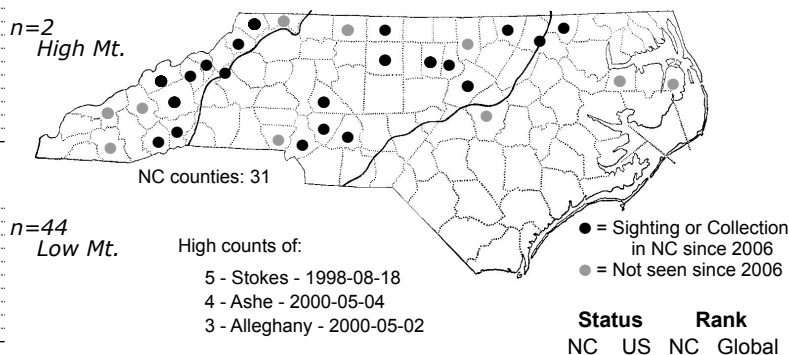 n=2
High Mt.
NC counties: 31
n=44
Low Mt.
High counts of:
5 - Stokes - 1998-08-18
4 - Ashe - 2000-05-04
3 - Alleghany - 2000-05-02
= Sighting or Collection
in NC since 2006
= Not seen since 2006
Status Rank
NC US NC Global